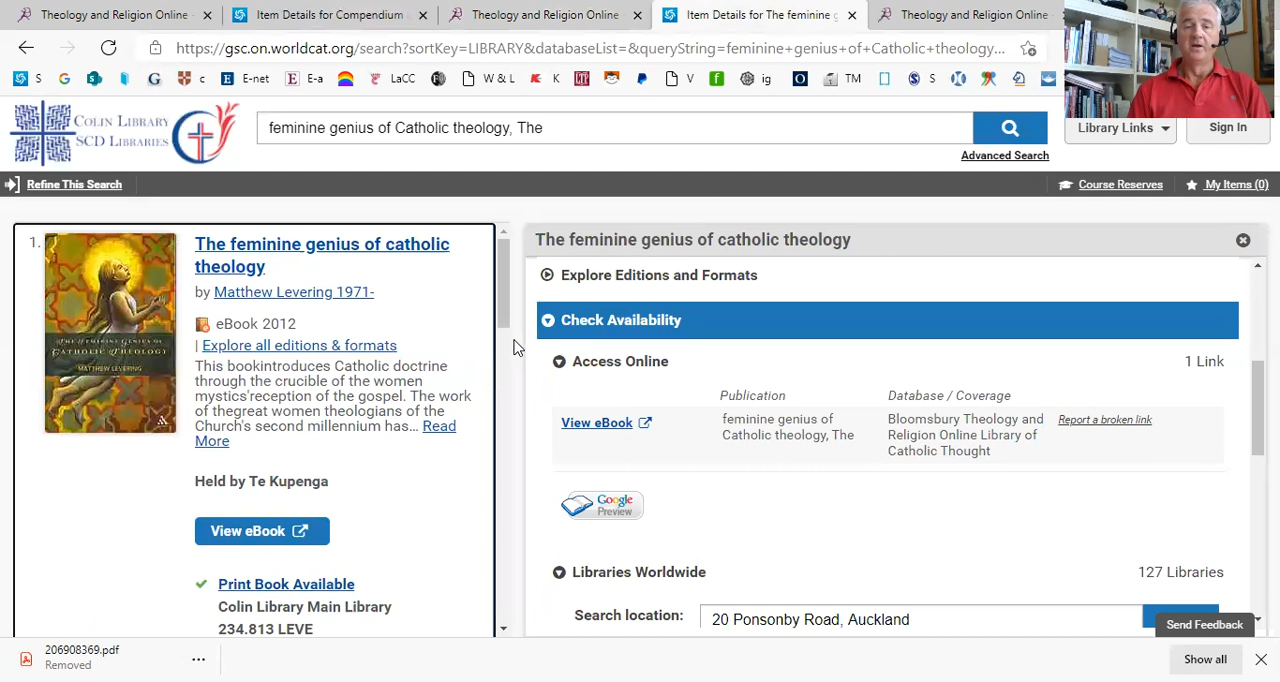 Theology and Religion Online -
Item Details for Compendium
Theology and Religion Online
Item Details for The feminine g
Theology and Religion Online -
https://gsc.on.worldcat.org/search?sortKey=LIBRARY&databaseList=&queryString=feminine+genius+of+Catholic+theology...
S
G
S
G
c
E
E-net
E
E-a
LaCC
W & L
K
K
V
f
ig
O
TM
S
COLIN LIBRARY
SCD LIBRARIES
feminine genius of Catholic theology, The
Advanced Search
Library Links
Sign In
Refine This Search
Course Reserves
My Items (0)
1.
The feminine genius of catholic
theology
by Matthew Levering 1971-
eBook 2012
| Explore all editions & formats
This bookintroduces Catholic doctrine
through the crucible of the women
mystics'reception of the gospel. The work
of thegreat women theologians of the
Church's second millennium has... Read
More
Held by Te Kupenga
View eBook
Print Book Available
Colin Library Main Library
234.813 LEVE
THE FEMININE GENIUS OF
CATHOLIC THEOLOGY
MATTHEW LEVERING
The feminine genius of catholic theology
Explore Editions and Formats
Check Availability
Access Online
1 Link
Publication
Database / Coverage
View eBook
feminine genius of
Catholic theology, The
Bloomsbury Theology and
Religion Online Library of
Catholic Thought
Report a broken link
Google
Preview
Libraries Worldwide
127 Libraries
Search location:
20 Ponsonby Road, Auckland
Send Feedback
206908369.pdf
Removed
Show all